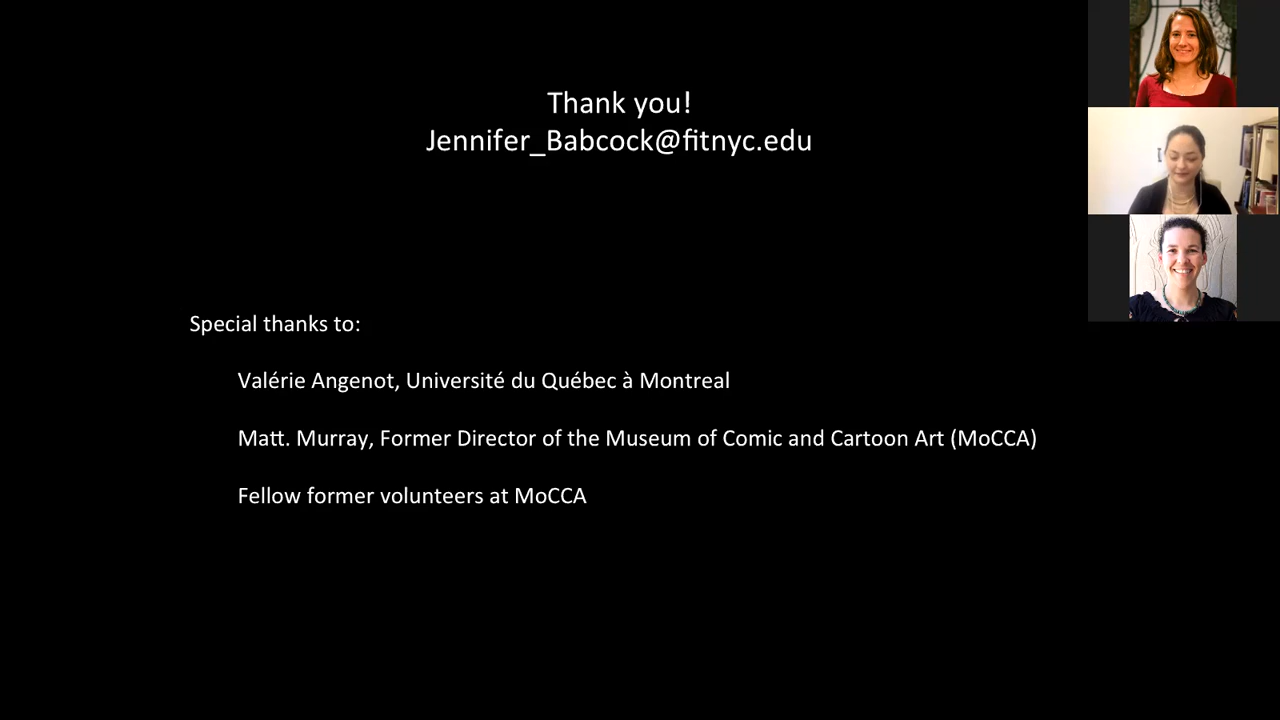 Thank you!
Jennifer_Babcock@fitnyc.edu
Special thanks to:
Valérie Angenot, Université du Québec à Montreal
Matt. Murray, Former Director of the Museum of Comic and Cartoon Art (MoCCA)
Fellow former volunteers at MoCCA